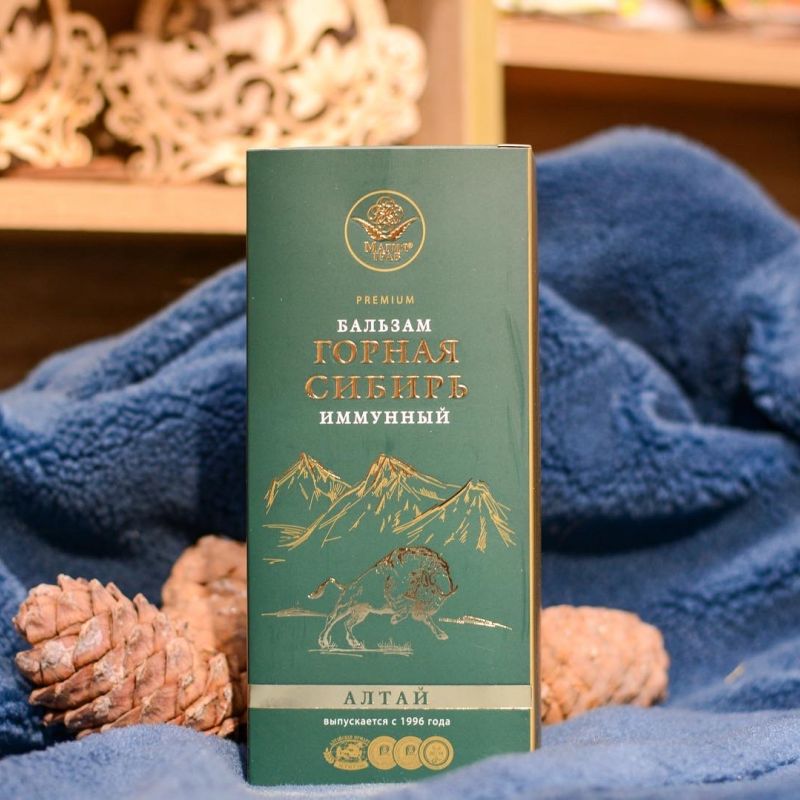 Магия®
трав
PREMIUM
БАЛЬЗАМ
ГОРНАЯ
СИБИРЬ
ИММУННЫЙ
АЛТАЙ
выпускается с 1996 года